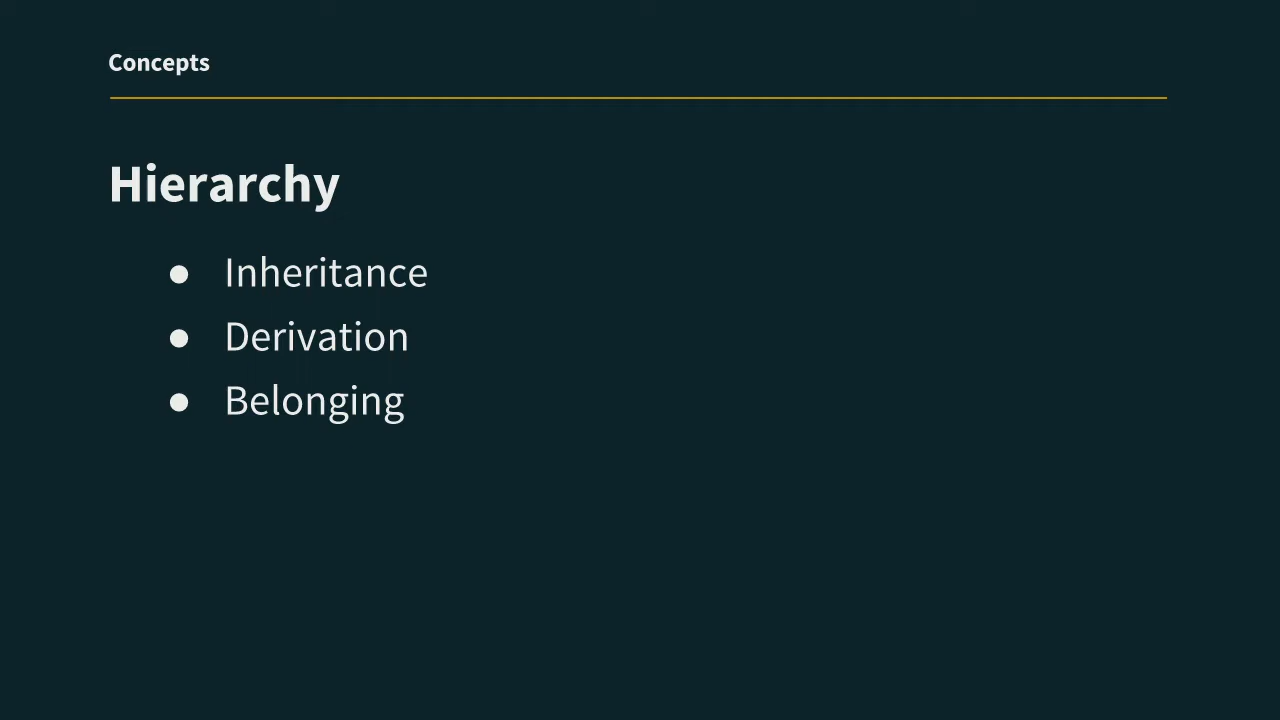 Concepts
Hierarchy
● Inheritance
● Derivation
● Belonging